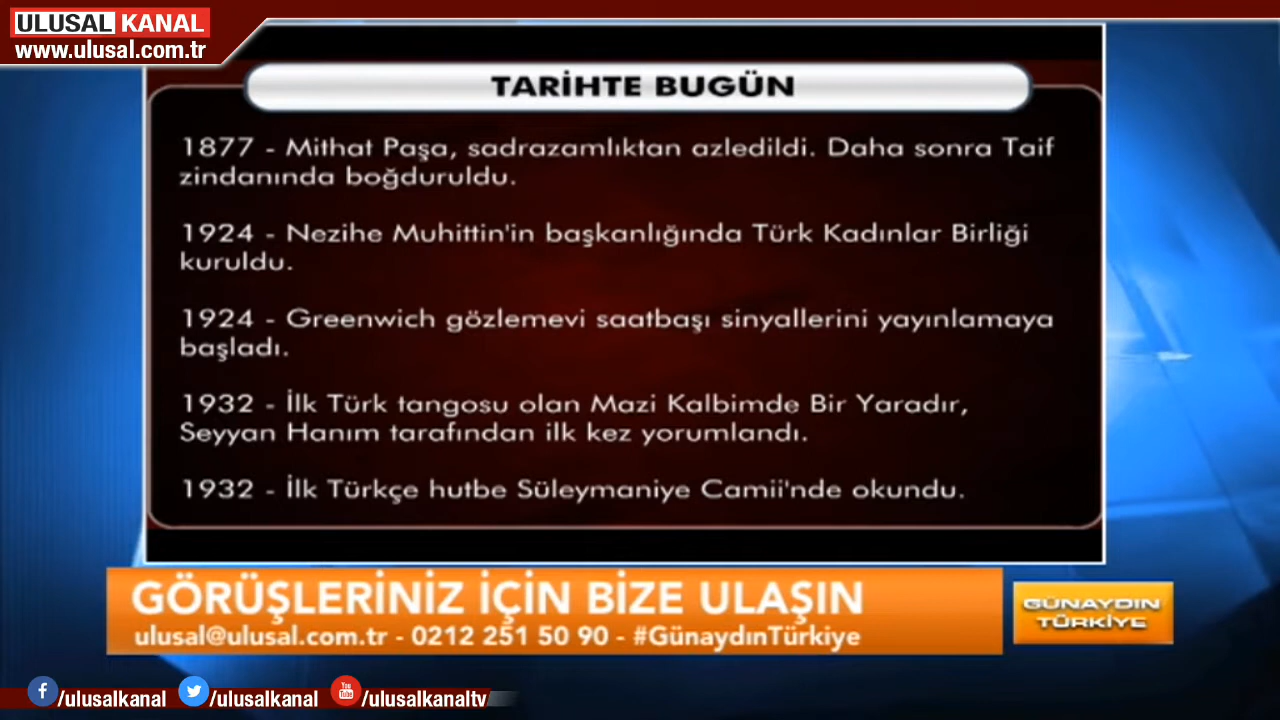 ULUSAL KANAL
www.ulusal.com.tr
TARİHTE BUGÜN
1877 - Mithat Paşa, sadrazamlıktan azledildi. Daha sonra Taif
zindanında boğduruldu.
1924 - Nezihe Muhittin'in başkanlığında Türk Kadınlar Birliği
kuruldu.
1924 - Greenwich gözlemevi saatbaşı sinyallerini yayınlamaya
başladı.
1932 - İlk Türk tangosu olan Mazi Kalbimde Bir Yaradır,
Seyyan Hanım tarafından ilk kez yorumlandı.
1932 - İlk Türkçe hutbe Süleymaniye Camii'nde okundu.
GÖRÜŞLERİNİZ İÇİN BİZE ULAŞIN
ulusal@ulusal.com.tr - 0212 251 50 90 - #GünaydınTürkiye
GÜNAYDIN
TÜRKİYE
/ulusalkanal /ulusalkanal You Tube /ulusalkanaltv